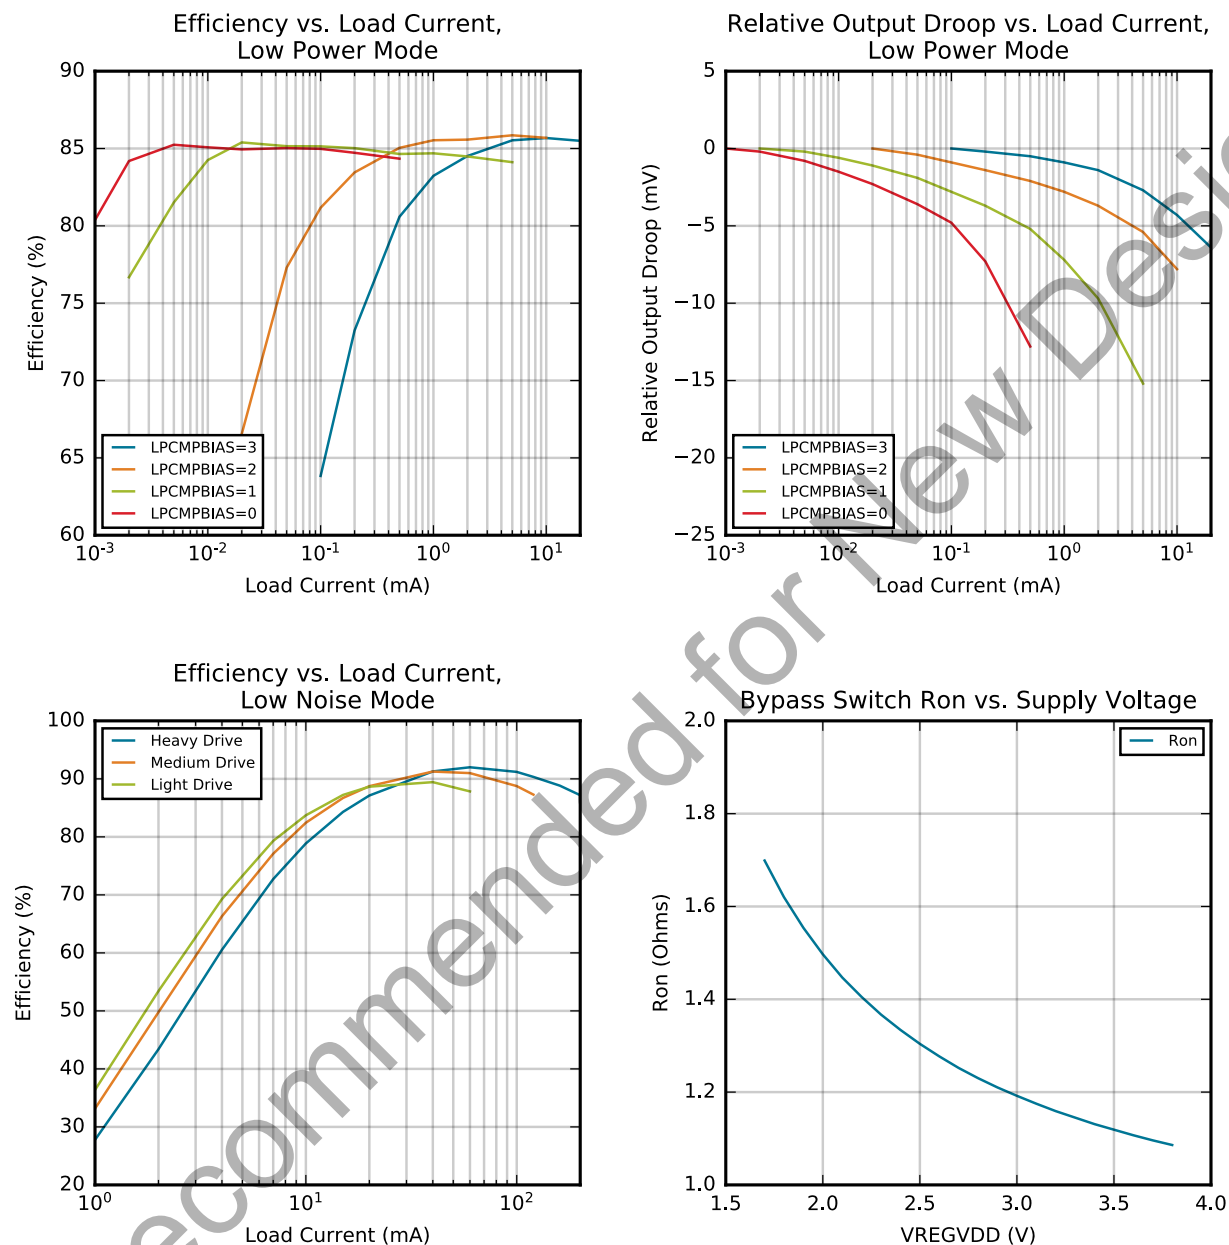 Efficiency vs. Load Current,
Low Power Mode
90
85
80
75
70
65
60
Efficiency (%)
LPCMPBIAS=3
LPCMPBIAS=2
LPCMPBIAS=1
LPCMPBIAS=0
10⁻³ 10⁻² 10⁻¹ 10⁰ 10¹
Load Current (mA)
Relative Output Droop vs. Load Current,
Low Power Mode
5
0
−5
−10
−15
−20
−25
Relative Output Droop (mV)
LPCMPBIAS=3
LPCMPBIAS=2
LPCMPBIAS=1
LPCMPBIAS=0
10⁻³ 10⁻² 10⁻¹ 10⁰ 10¹
Load Current (mA)
Efficiency vs. Load Current,
Low Noise Mode
100
90
80
70
60
50
40
30
20
Efficiency (%)
Heavy Drive
Medium Drive
Light Drive
10⁰ 10¹ 10²
Load Current (mA)
Bypass Switch Ron vs. Supply Voltage
2.0
1.8
1.6
1.4
1.2
1.0
Ron (Ohms)
Ron
1.5 2.0 2.5 3.0 3.5 4.0
VREGVDD (V)
ecommended for New Desig